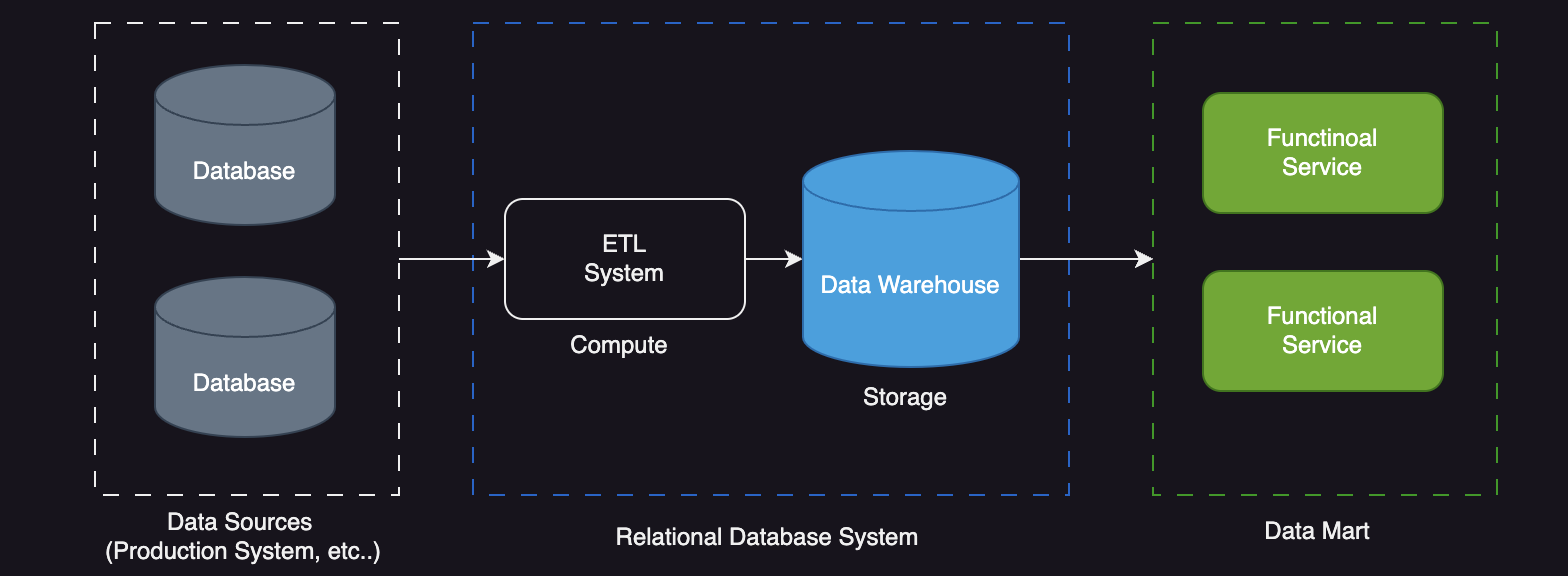 Database
Database
Data Sources
(Production System, etc..)
ETL
System
Compute
Data Warehouse
Storage
Relational Database System
Functinoal
Service
Functional
Service
Data Mart